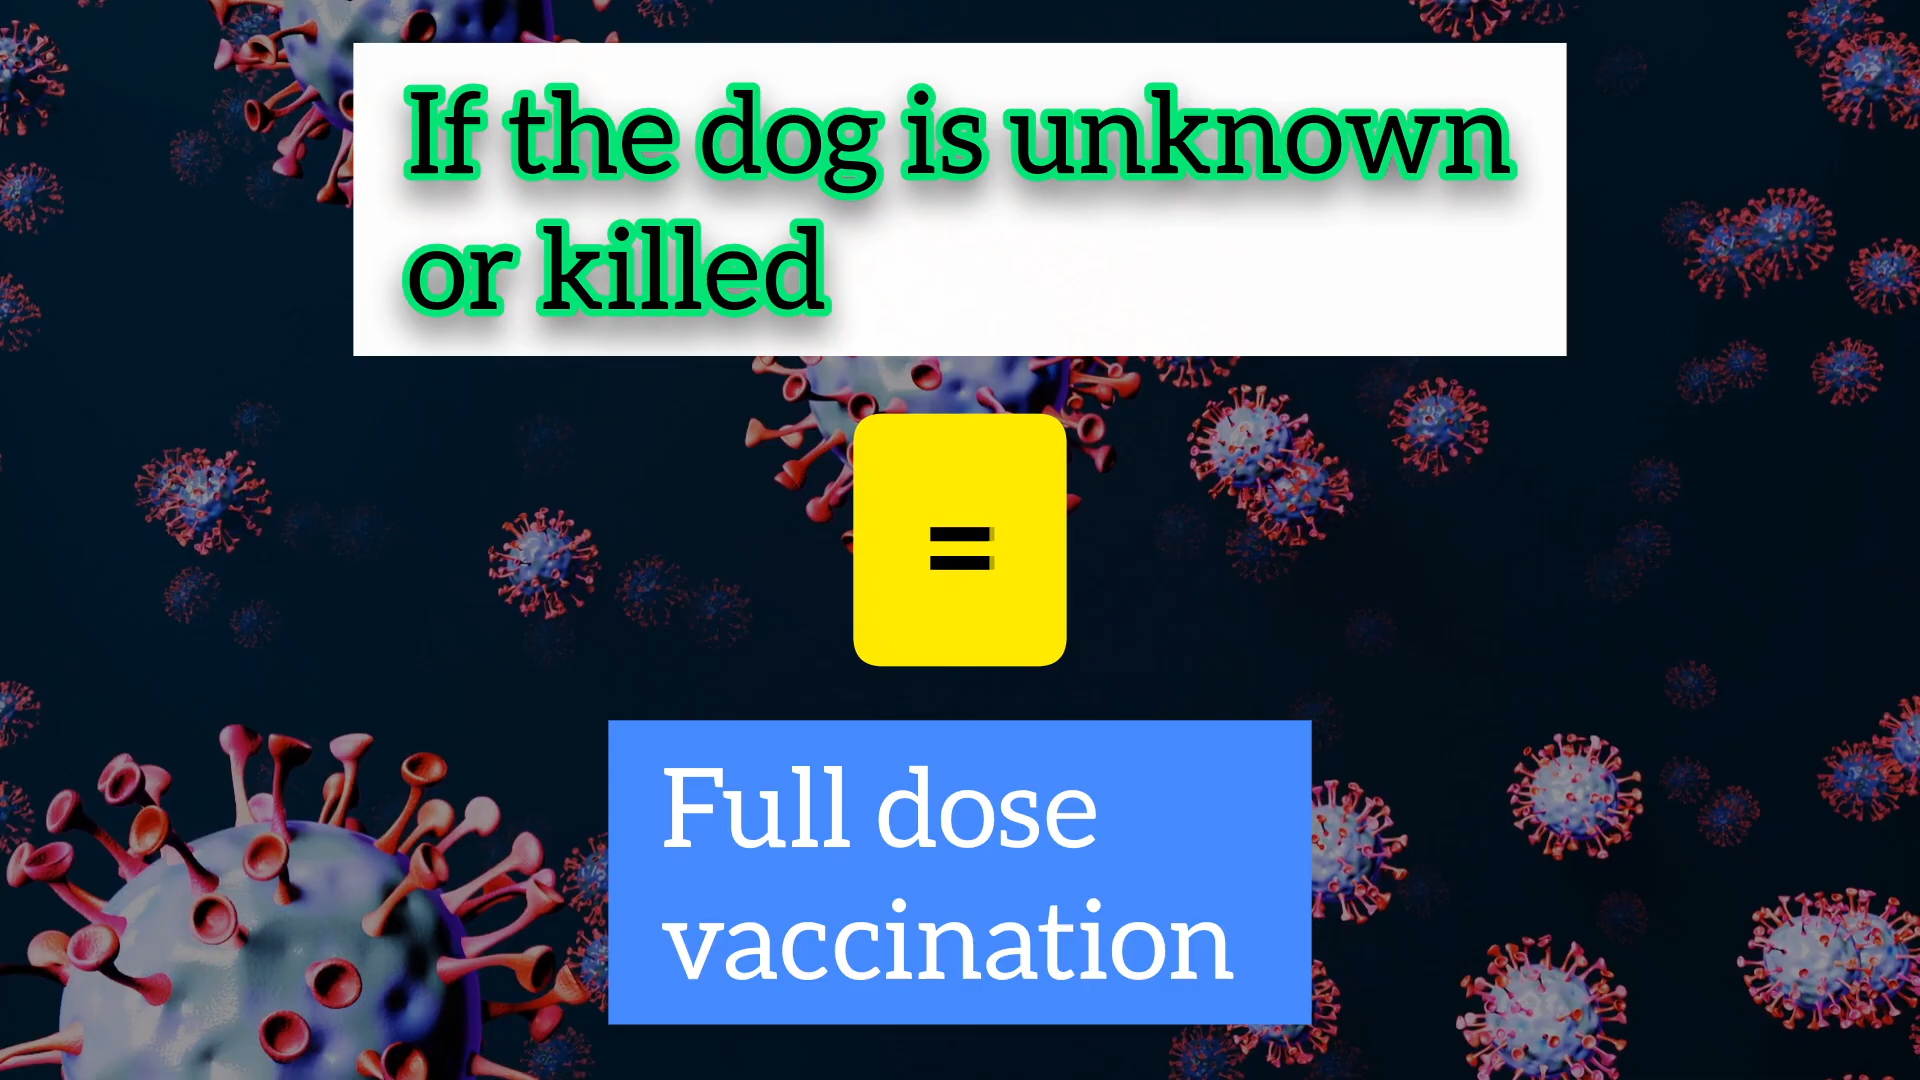 If the dog is unknown
or killed
=
Full dose
vaccination